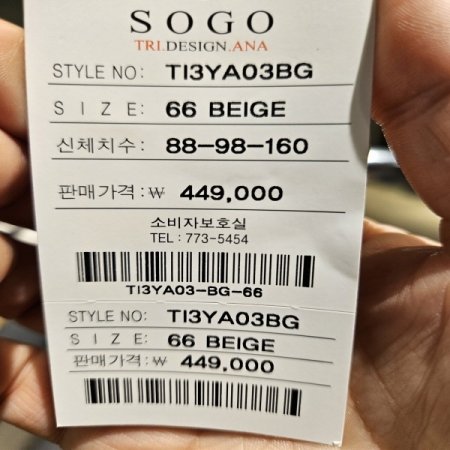 SOGO
TRI.DESIGN.ANA
STYLE NO: TI3YA03BG
SIZE: 66 BEIGE
신체치수: 88-98-160
판매가격: ₩ 449,000
소비자보호실
TEL : 773-5454
TI3YA03-BG-66
STYLE NO: TI3YA03BG
SIZE: 66 BEIGE
판매가격: ₩ 449,000